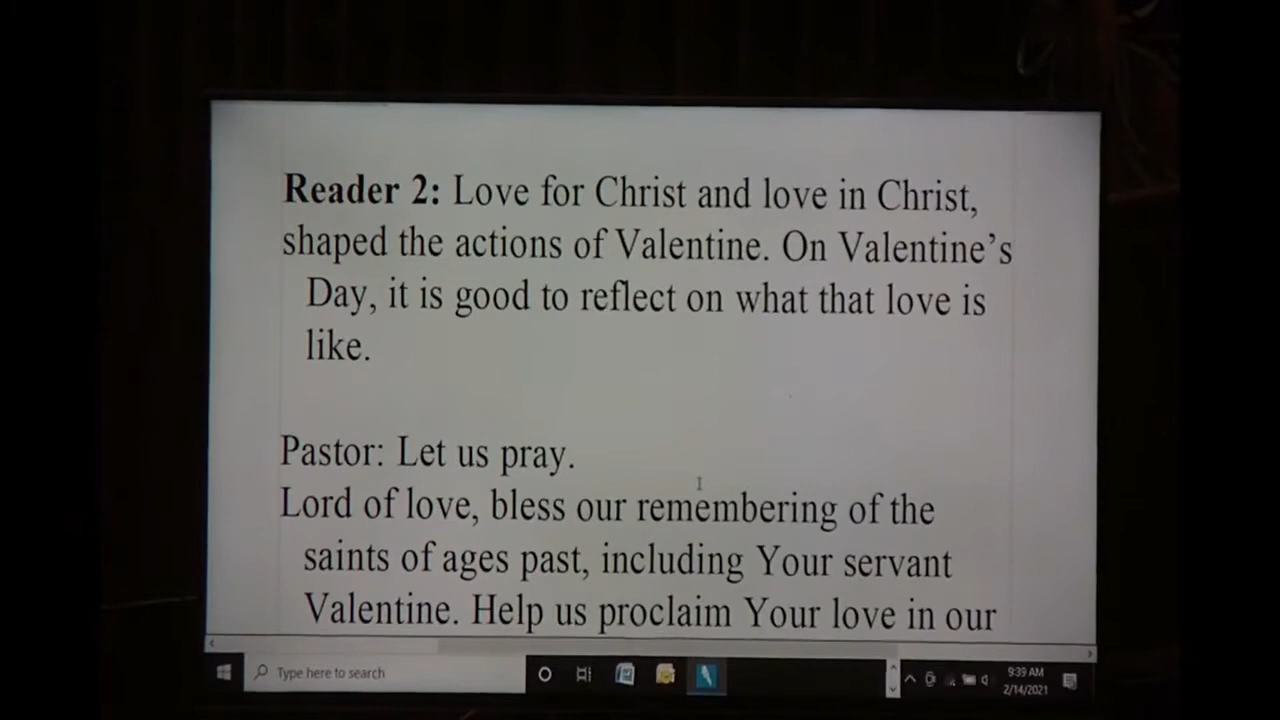 Reader 2: Love for Christ and love in Christ,
shaped the actions of Valentine. On Valentine’s
Day, it is good to reflect on what that love is
like.
Pastor: Let us pray.
Lord of love, bless our remembering of the
saints of ages past, including Your servant
Valentine. Help us proclaim Your love in our
Type here to search
9:39 AM
2/14/2021